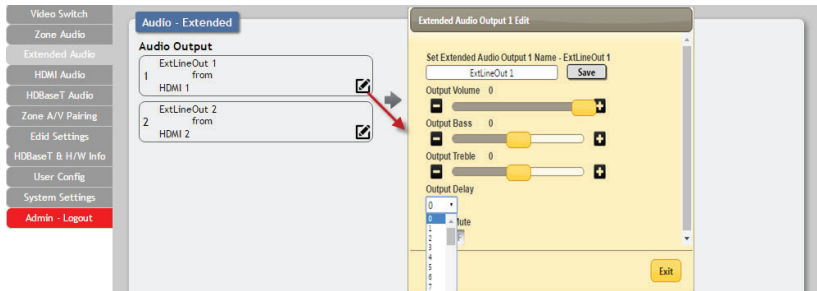 Video Switch
Zone Audio
Extended Audio
HDMI Audio
HDBaseT Audio
Zone A/V Pairing
Edid Settings
HDBaseT & H/W Info
User Config
System Settings
Admin - Logout
Audio - Extended
Audio Output
1
ExtLineOut 1
from
HDMI 1
2
ExtLineOut 2
from
HDMI 2
Extended Audio Output 1 Edit
Set Extended Audio Output 1 Name - ExtLineOut 1
ExtLineOut 1 Save
Output Volume 0
Output Bass 0
Output Treble 0
Output Delay
0
0
1
2
3
4
5
6
7
Exit